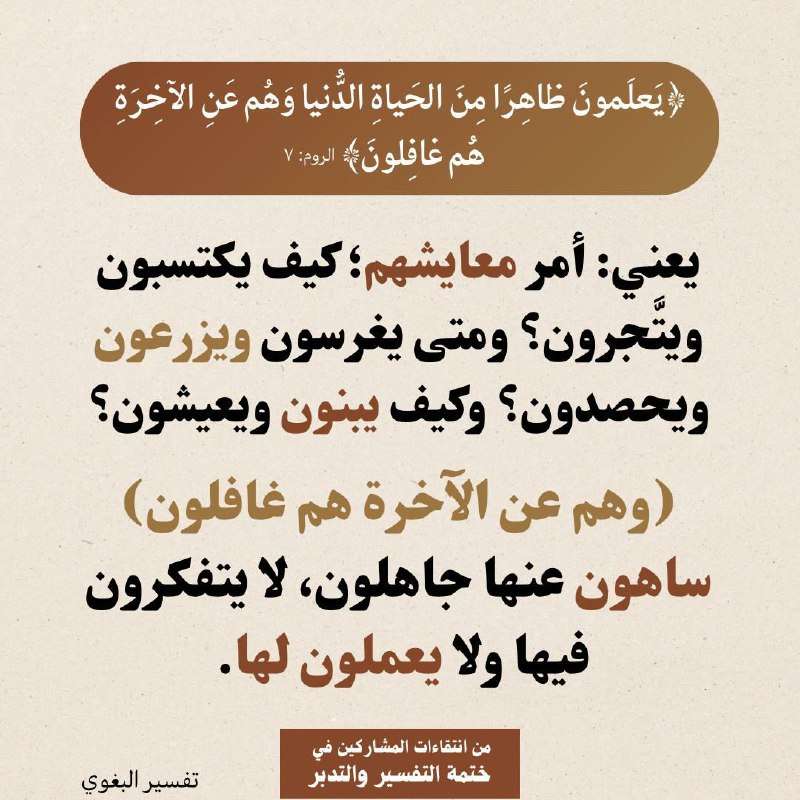 ﴿يَعلَمونَ ظاهِرًا مِنَ الحَياةِ الدُّنيا وَهُم عَنِ الآخِرَةِ
هُم غافِلونَ﴾ الروم: ٧
يعني: أمر معايشهم؛ كيف يكتسبون
ويتَّجرون؟ ومتى يغرسون ويزرعون
ويحصدون؟ وكيف يبنون ويعيشون؟
(وهم عن الآخرة هم غافلون)
ساهون عنها جاهلون، لا يتفكرون
فيها ولا يعملون لها.
من انتقاءات المشاركين في
ختمة التفسير والتدبر
تفسير البغوي